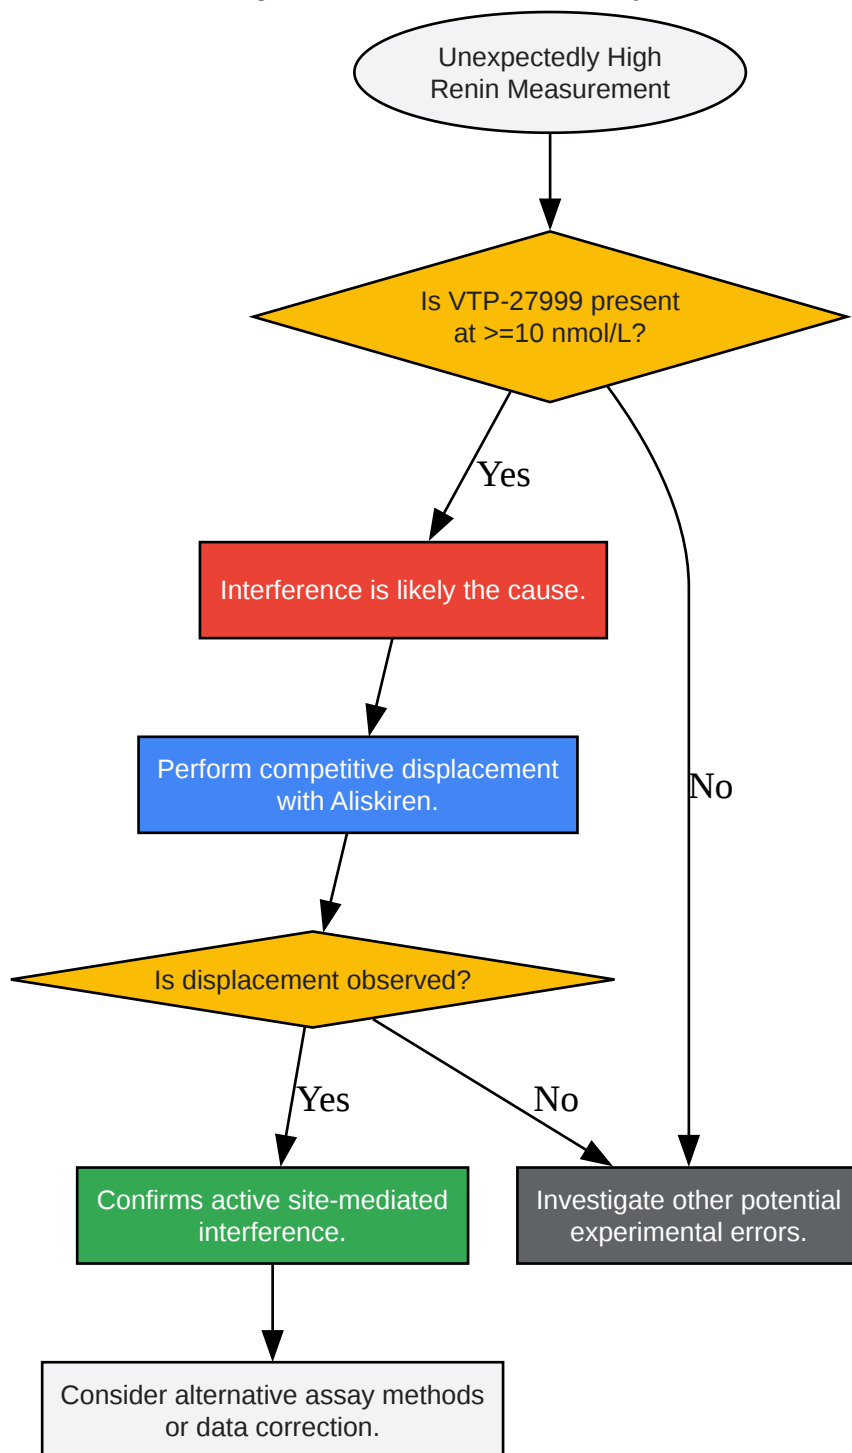 Unexpectedly High
Renin Measurement
Is VTP-27999 present
at >=10 nmol/L?
Yes
Interference is likely the cause.
Perform competitive displacement
with Aliskiren.
No
Is displacement observed?
Yes
No
Confirms active site-mediated
interference.
Investigate other potential
experimental errors.
Consider alternative assay methods
or data correction.